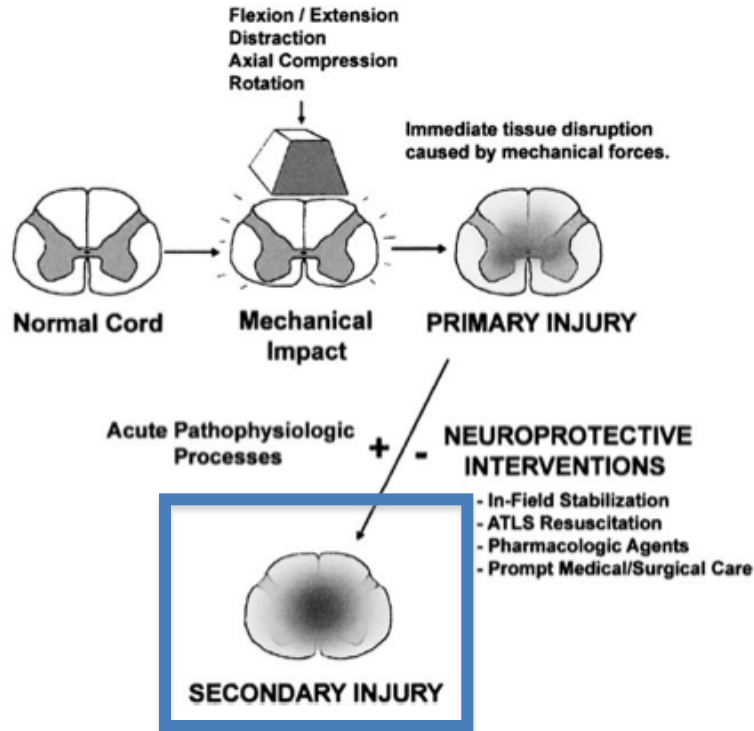 Flexion / Extension
Distraction
Axial Compression
Rotation
Immediate tissue disruption
caused by mechanical forces.
Normal Cord
Mechanical
Impact
PRIMARY INJURY
Acute Pathophysiologic
Processes
+
-
NEUROPROTECTIVE
INTERVENTIONS
- In-Field Stabilization
- ATLS Resuscitation
- Pharmacologic Agents
- Prompt Medical/Surgical Care
SECONDARY INJURY